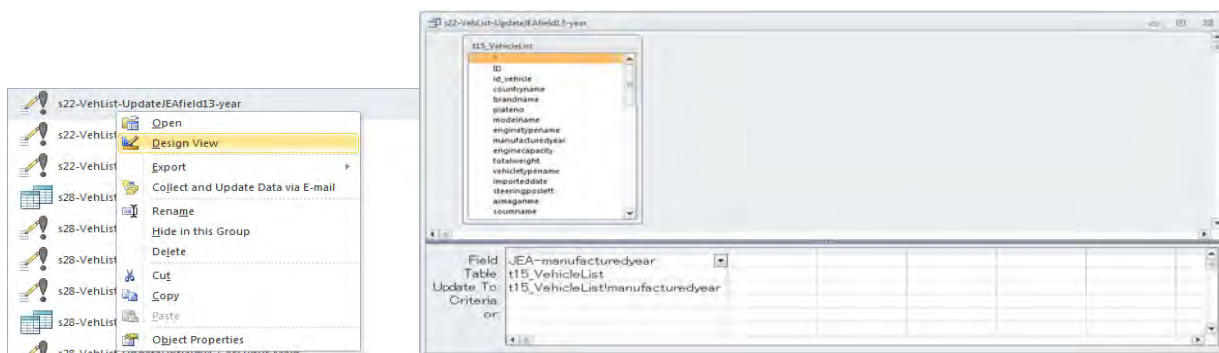 s22-VehList-UpdateJEAfield13-year
s22-VehList
s22-VehList
s28-VehList
s28-VehList
s28-VehList
s28-VehList
s28-VehList
Open
Design View
Export
Collect and Update Data via E-mail
Rename
Hide in this Group
Delete
Cut
Copy
Paste
Object Properties
s22-VehList-UpdateJEAfield13-year
t15_VehicleList
*
ID
id_vehicle
countryname
brandname
plateno
modelname
enginetypename
manufacturedyear
enginecapacity
totalweight
vehicletypename
importeddate
steeringposleft
aimagname
soumname
Field: JEA-manufacturedyear
Table: t15_VehicleList
Update To: t15_VehicleList!manufacturedyear
Criteria:
or: